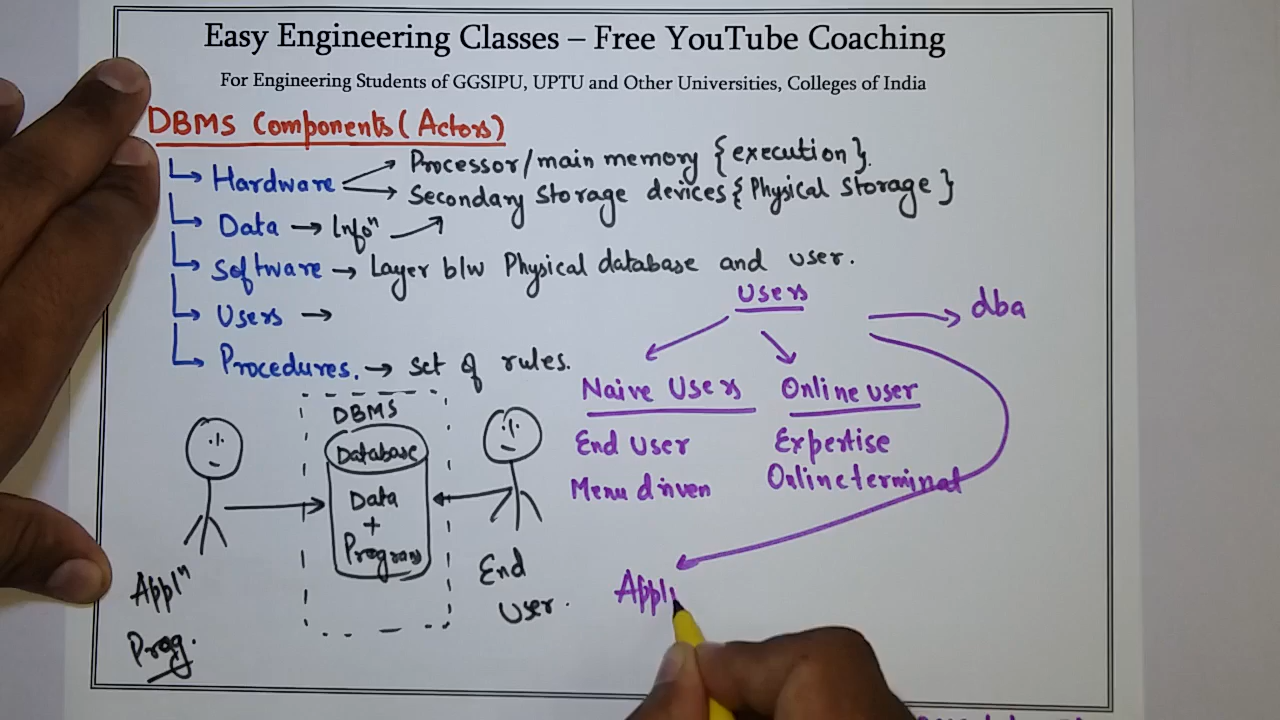 Easy Engineering Classes – Free YouTube Coaching
For Engineering Students of GGSIPU, UPTU and Other Universities, Colleges of India
DBMS Components (Actors)
Hardware → Processor/main memory {execution}.
→ Secondary Storage devices {Physical Storage}
Data → Infoⁿ
Software → Layer b/w Physical database and user.
Users →
Procedures. → set of rules.
Users
dba
Naive Users
End User
Menu driven
Online user
Expertise
Online terminal
DBMS
Database
Data
+
Programs
Applⁿ
Prog.
End
User.
Appl